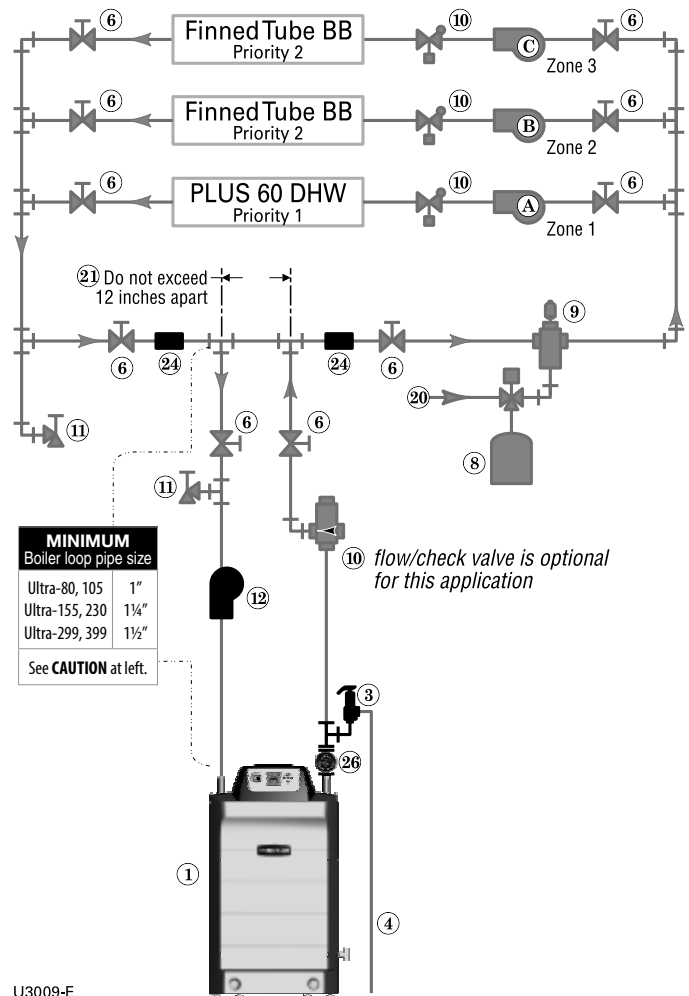 6
Finned Tube BB
Priority 2
10
C
6
Zone 3
6
Finned Tube BB
Priority 2
10
B
6
Zone 2
6
PLUS 60 DHW
Priority 1
10
A
6
Zone 1
21 Do not exceed
12 inches apart
9
6
24
24
6
20
11
6
6
8
11
MINIMUM
Boiler loop pipe size
Ultra-80, 105 1"
Ultra-155, 230 1¼"
Ultra-299, 399 1½"
See CAUTION at left.
10 flow/check valve is optional
for this application
12
3
26
1
4
U3009-E